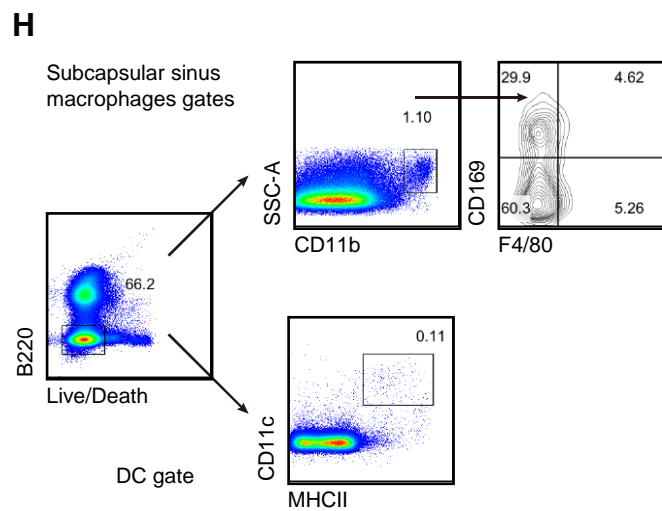 H
Subcapsular sinus
macrophages gates
1.10
SSC-A
CD11b
29.9
4.62
60.3
5.26
CD169
F4/80
66.2
B220
Live/Death
0.11
CD11c
MHCII
DC gate